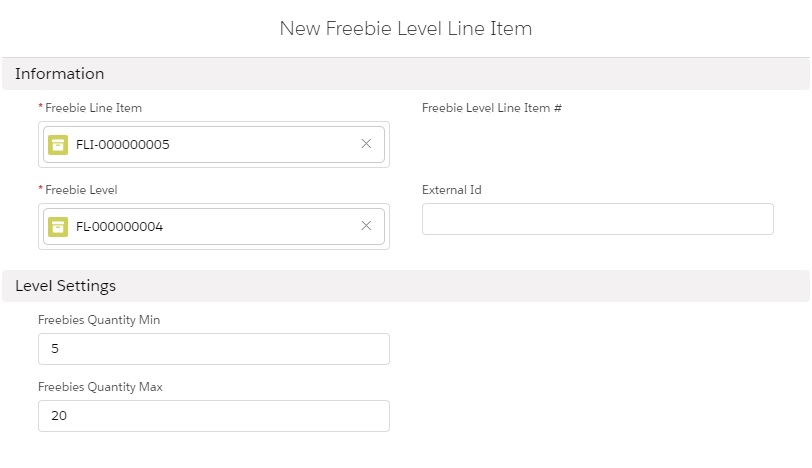 New Freebie Level Line Item
Information
* Freebie Line Item
FLI-000000005
Freebie Level Line Item #
* Freebie Level
FL-000000004
External Id
Level Settings
Freebies Quantity Min
5
Freebies Quantity Max
20